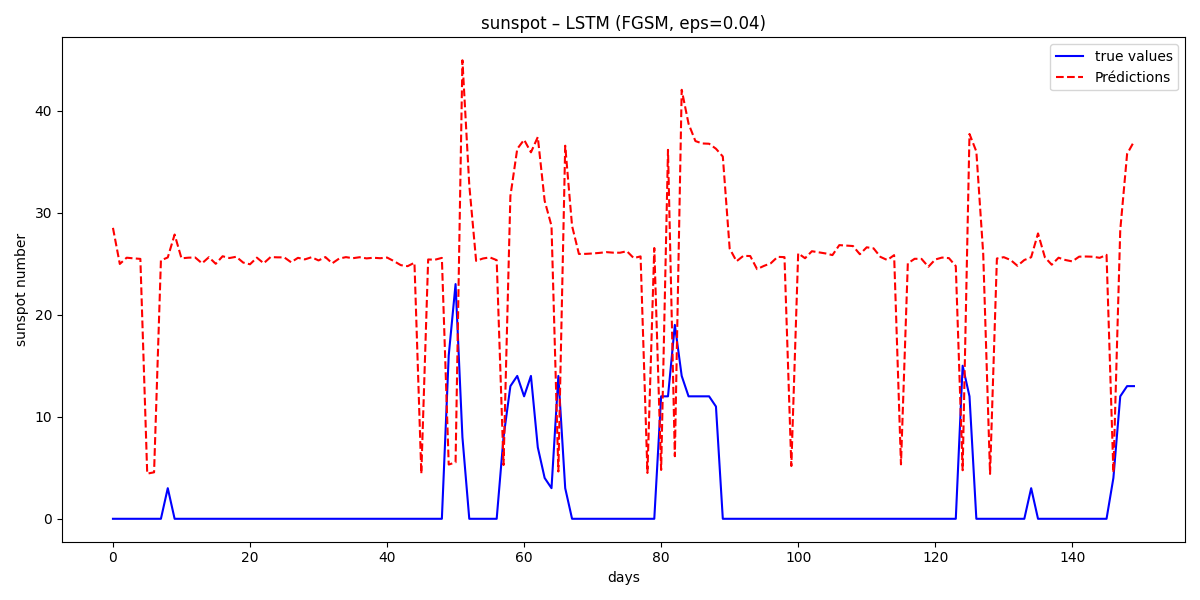 sunspot – LSTM (FGSM, eps=0.04)
true values
Prédictions
sunspot number
40
30
20
10
0
0 20 40 60 80 100 120 140
days